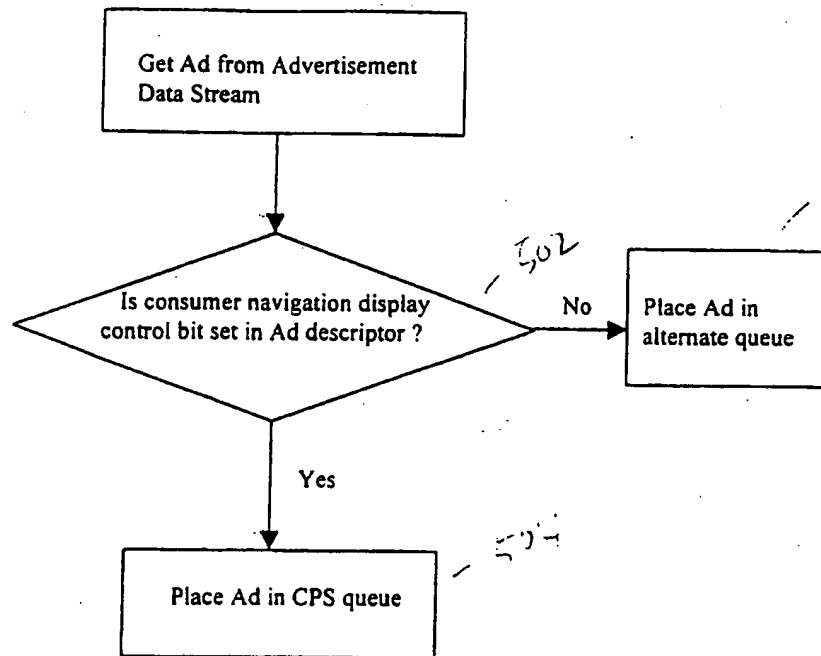 Get Ad from Advertisement
Data Stream
502
Is consumer navigation display
control bit set in Ad descriptor ?
No
Place Ad in
alternate queue
Yes
Place Ad in CPS queue